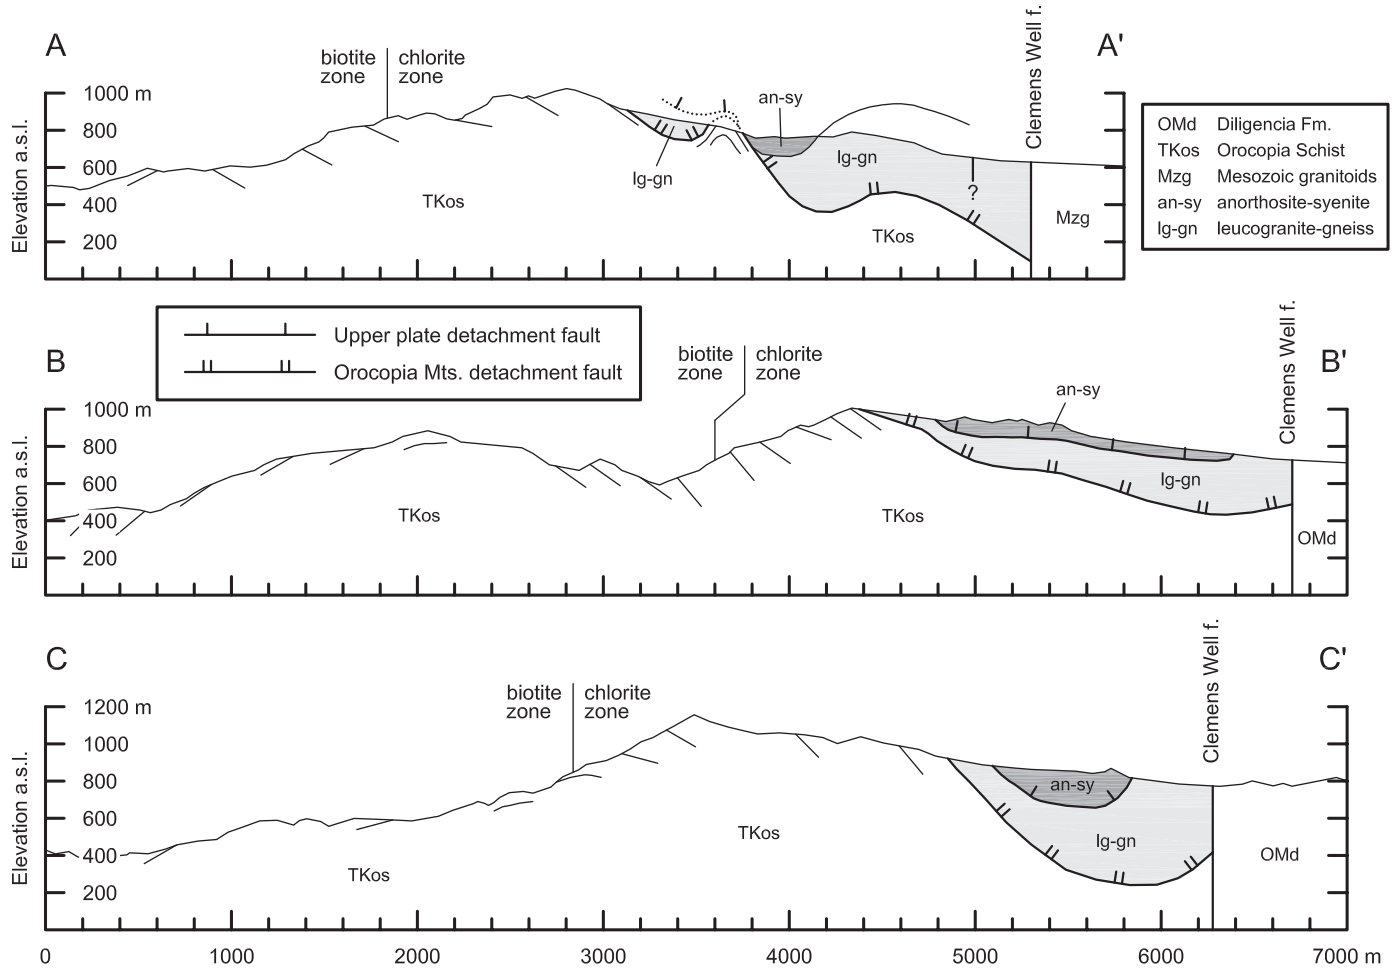 A
A'
biotite zone
chlorite zone
Clemens Well f.
an-sy
1000 m
800
600
400
200
Elevation a.s.l.
lg-gn
lg-gn
?
TKos
TKos
Mzg
OMd Diligencia Fm.
TKos Orocopia Schist
Mzg Mesozoic granitoids
an-sy anorthosite-syenite
lg-gn leucogranite-gneiss
Upper plate detachment fault
Orocopia Mts. detachment fault
B
B'
biotite zone
chlorite zone
Clemens Well f.
an-sy
1000 m
800
600
400
200
Elevation a.s.l.
lg-gn
TKos
TKos
OMd
C
C'
biotite zone
chlorite zone
Clemens Well f.
1200 m
1000
800
600
400
200
Elevation a.s.l.
an-sy
lg-gn
TKos
TKos
OMd
0 1000 2000 3000 4000 5000 6000 7000 m